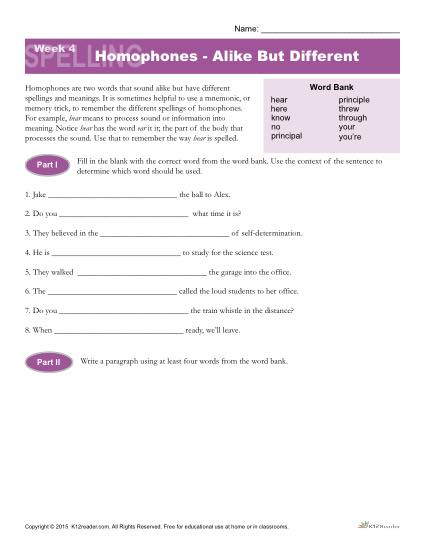 Name: ____________________
Week 4
SPELLING
Homophones - Alike But Different
Homophones are two words that sound alike but have different
spellings and meanings. It is sometimes helpful to use a mnemonic, or
memory trick, to remember the different spellings of homophones.
For example, hear means to process sound or information into
meaning. Notice hear has the word ear in it; the part of the body that
processes the sound. Use that to remember the way hear is spelled.
Word Bank
hear principle
here threw
know through
no your
principal you're
Part I
Fill in the blank with the correct word from the word bank. Use the context of the sentence to
determine which word should be used.
1. Jake ____________________ the ball to Alex.
2. Do you ____________________ what time it is?
3. They believed in the ____________________ of self-determination.
4. He is ____________________ to study for the science test.
5. They walked ____________________ the garage into the office.
6. The ____________________ called the loud students to her office.
7. Do you ____________________ the train whistle in the distance?
8. When ____________________ ready, we'll leave.
Part II
Write a paragraph using at least four words from the word bank.
Copyright © 2015 K12reader.com. All Rights Reserved. Free for educational use at home or in classrooms.
K12Reader